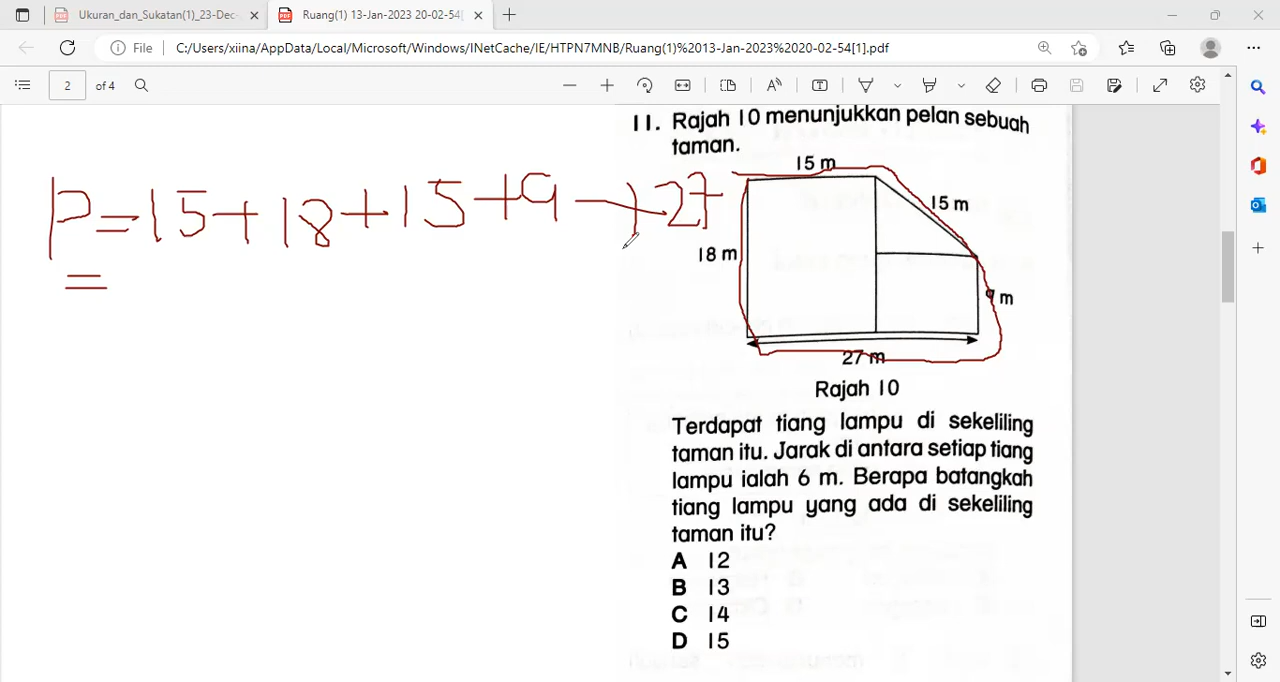 Ukuran_dan_Sukatan(1)_23-Dec-
Ruang(1) 13-Jan-2023 20-02-54[
File
C:/Users/xiina/AppData/Local/Microsoft/Windows/INetCache/IE/HTPN7MNB/Ruang(1)%2013-Jan-2023%2020-02-54[1].pdf
2 of 4
11. Rajah 10 menunjukkan pelan sebuah
taman.
15 m
P=15+18+15+9 27
15 m
18 m
9 m
=
27 m
Rajah 10
Terdapat tiang lampu di sekeliling
taman itu. Jarak di antara setiap tiang
lampu ialah 6 m. Berapa batangkah
tiang lampu yang ada di sekeliling
taman itu?
A 12
B 13
C 14
D 15